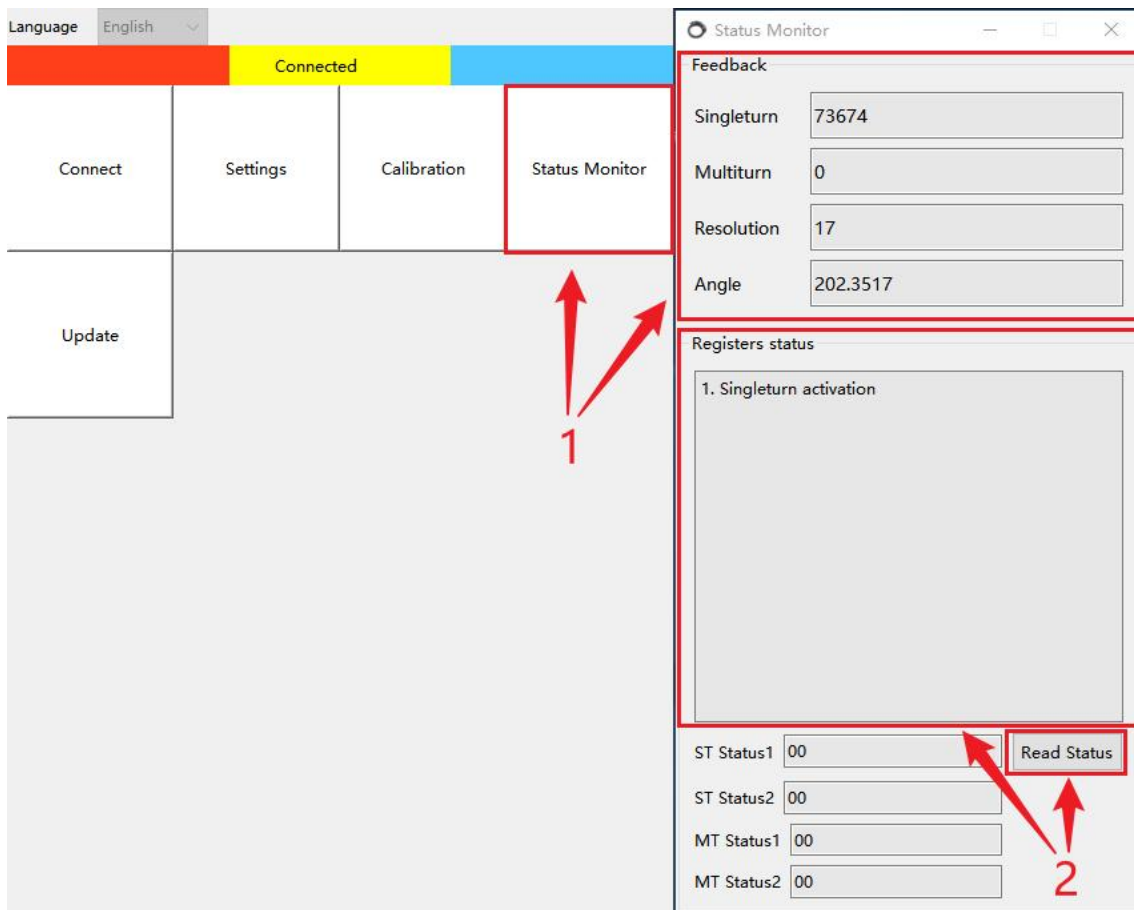 Language English
Connected
Connect
Settings
Calibration
Status Monitor
Update
1
Status Monitor
Feedback
Singleturn 73674
Multiturn 0
Resolution 17
Angle 202.3517
Registers status
1. Singleturn activation
ST Status1 00 Read Status
ST Status2 00
MT Status1 00
MT Status2 00
2